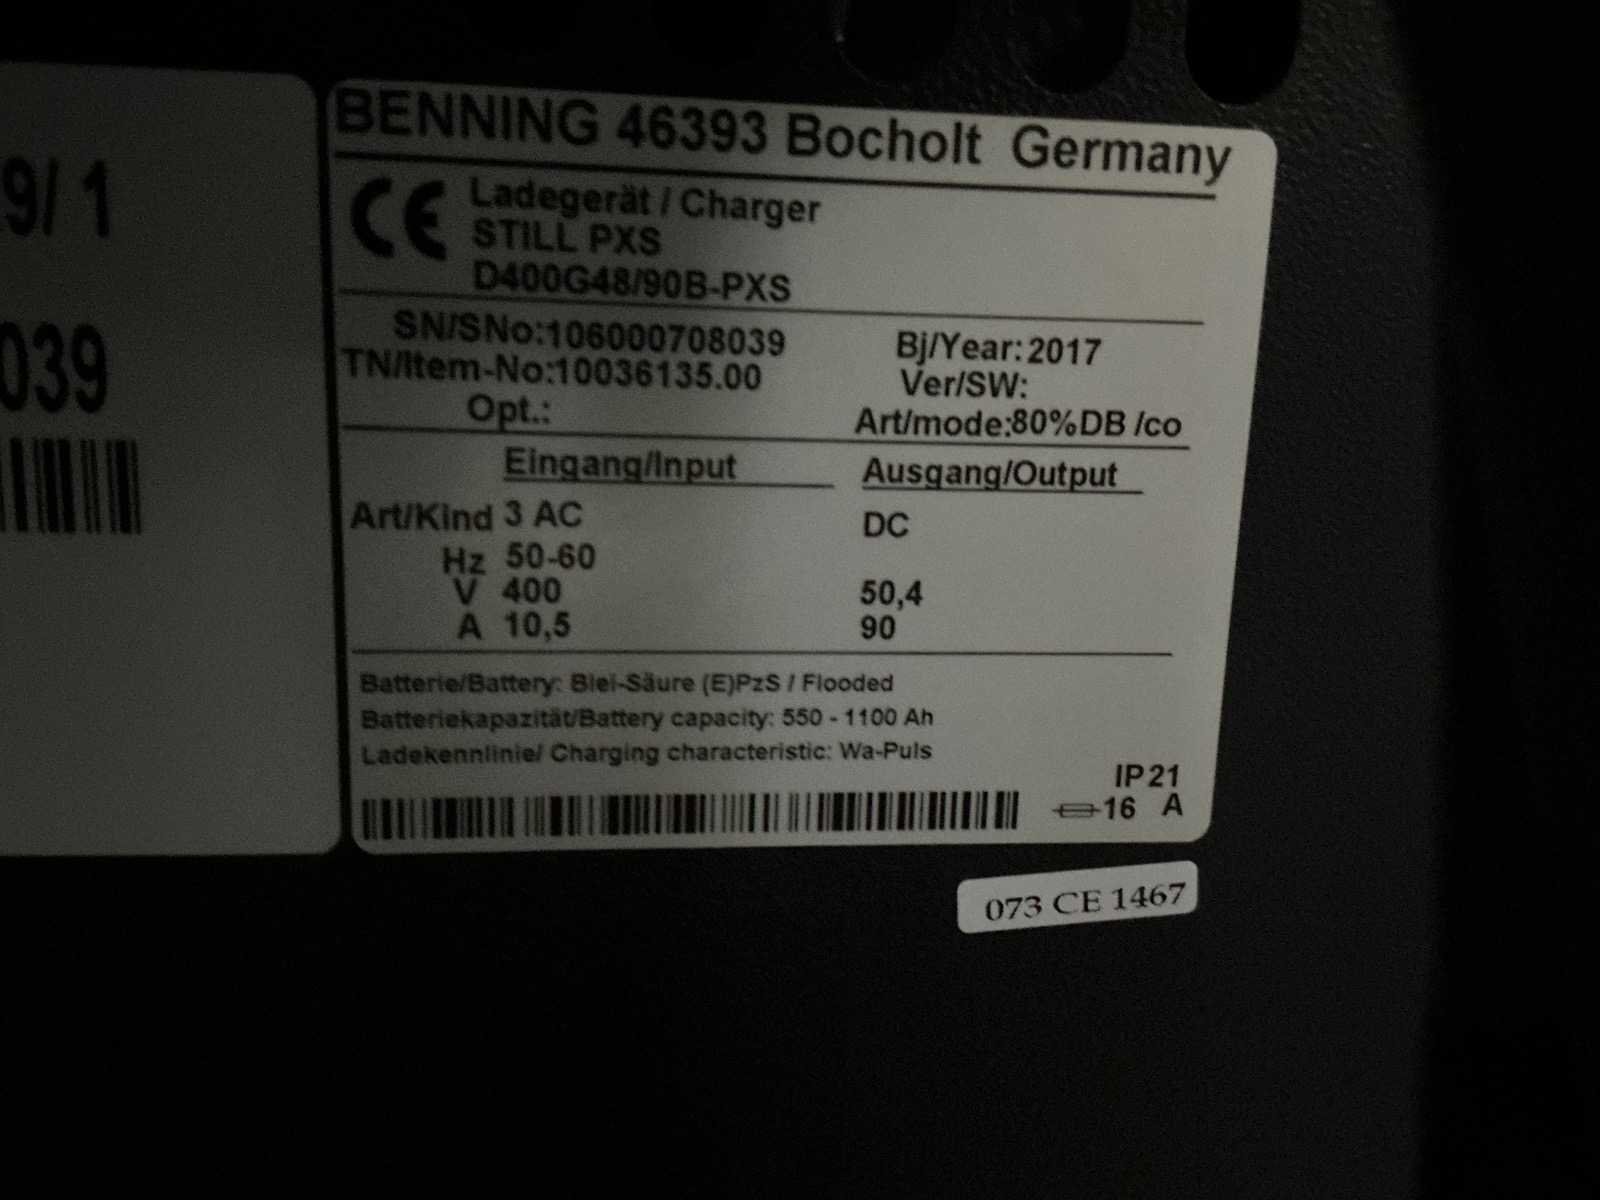 9/ 1
039
BENNING 46393 Bocholt Germany
CE Ladegerät / Charger
STILL PXS
D400G48/90B-PXS
SN/SNo:106000708039 Bj/Year:2017
TN/Item-No:10036135.00 Ver/SW:
Opt.: Art/mode:80%DB /co
Eingang/Input Ausgang/Output
Art/Kind 3 AC DC
Hz 50-60
V 400 50,4
A 10,5 90
Batterie/Battery: Blei-Säure (E)PzS / Flooded
Batteriekapazität/Battery capacity: 550 - 1100 Ah
Ladekennlinie/ Charging characteristic: Wa-Puls
IP21
16 A
073 CE 1467